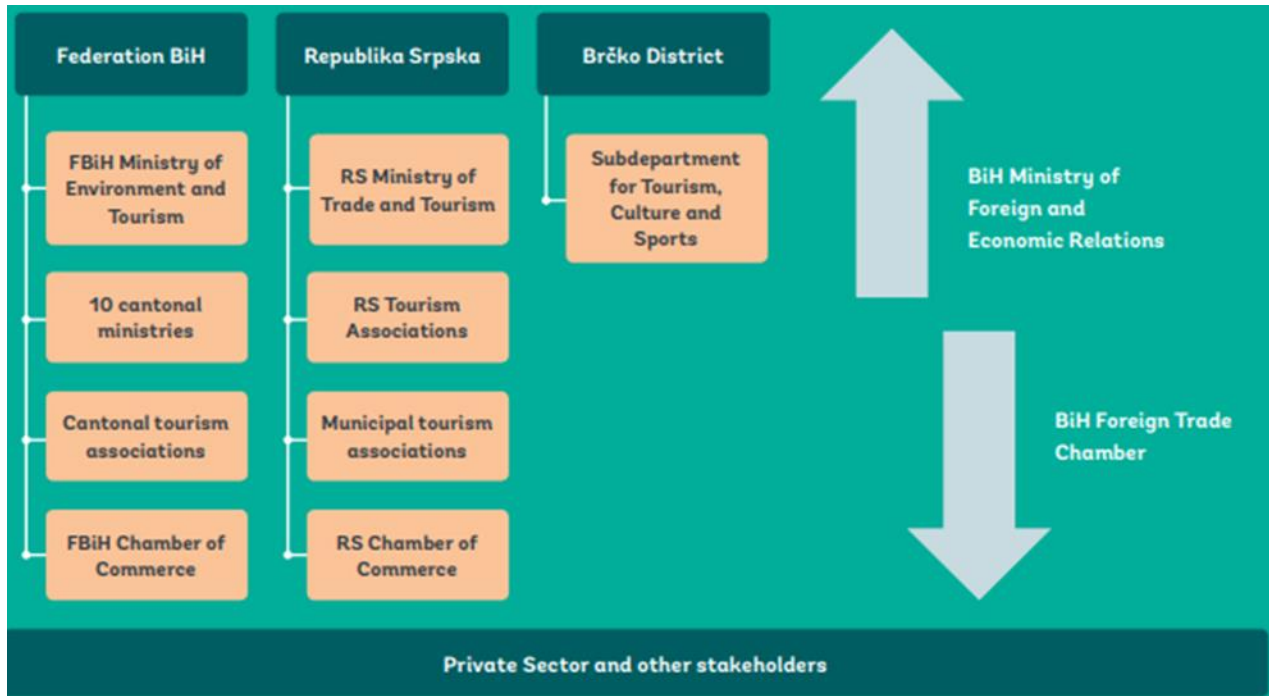 Federation BiH
FBiH Ministry of
Environment and
Tourism
10 cantonal
ministries
Cantonal tourism
associations
FBiH Chamber of
Commerce
Republika Srpska
RS Ministry of
Trade and Tourism
RS Tourism
Associations
Municipal tourism
associations
RS Chamber of
Commerce
Brčko District
Subdepartment
for Tourism,
Culture and
Sports
BiH Ministry of
Foreign and
Economic Relations
BiH Foreign Trade
Chamber
Private Sector and other stakeholders